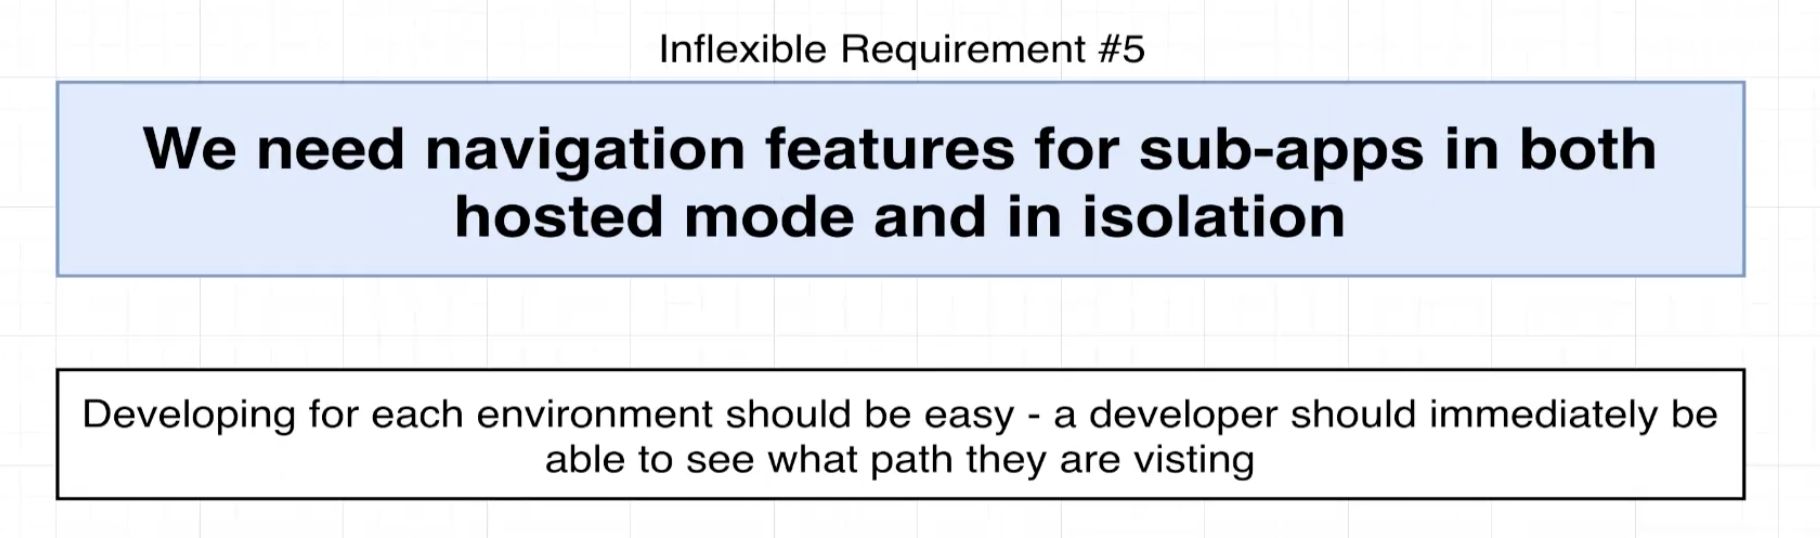 Inflexible Requirement #5
We need navigation features for sub-apps in both
hosted mode and in isolation
Developing for each environment should be easy - a developer should immediately be
able to see what path they are visting